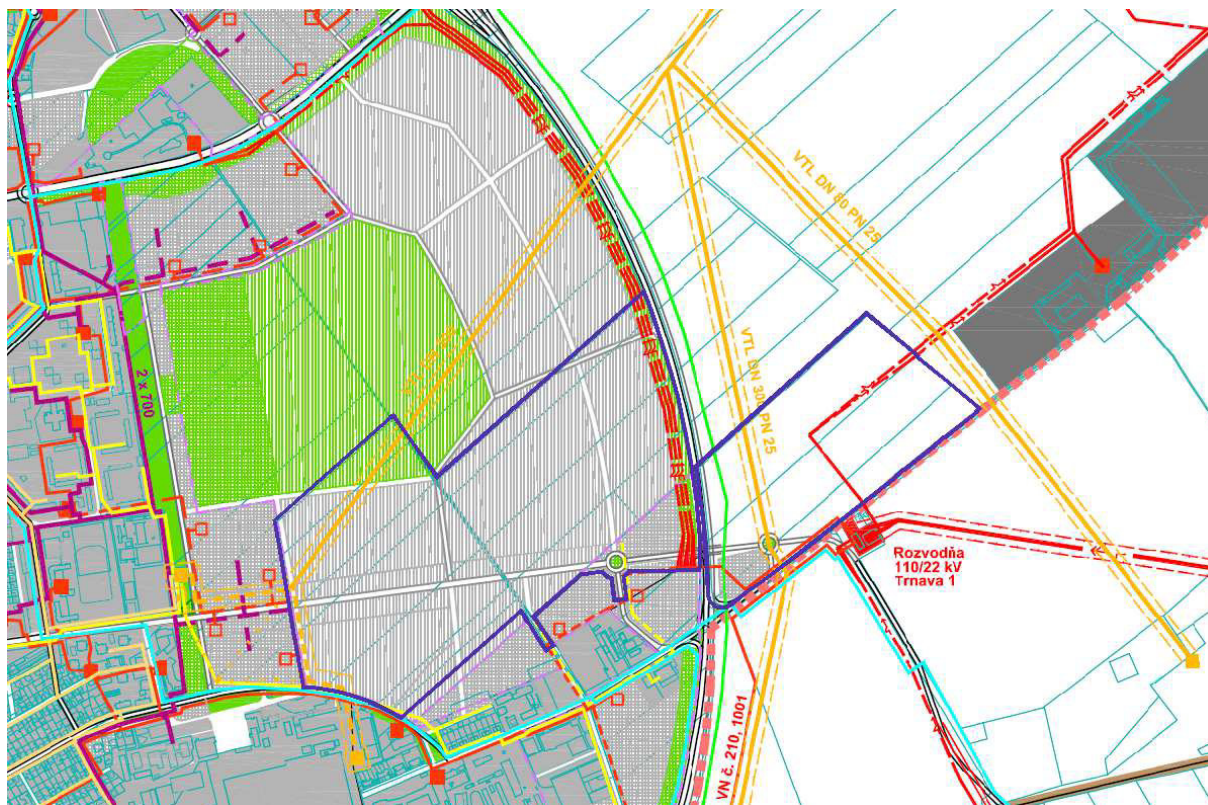 VTL DN 80 PN 25
2 x 700
VTL DN 300 PN 25
Rozvodňa
110/22 kV
Trnava 1
VN č. 210, 1001